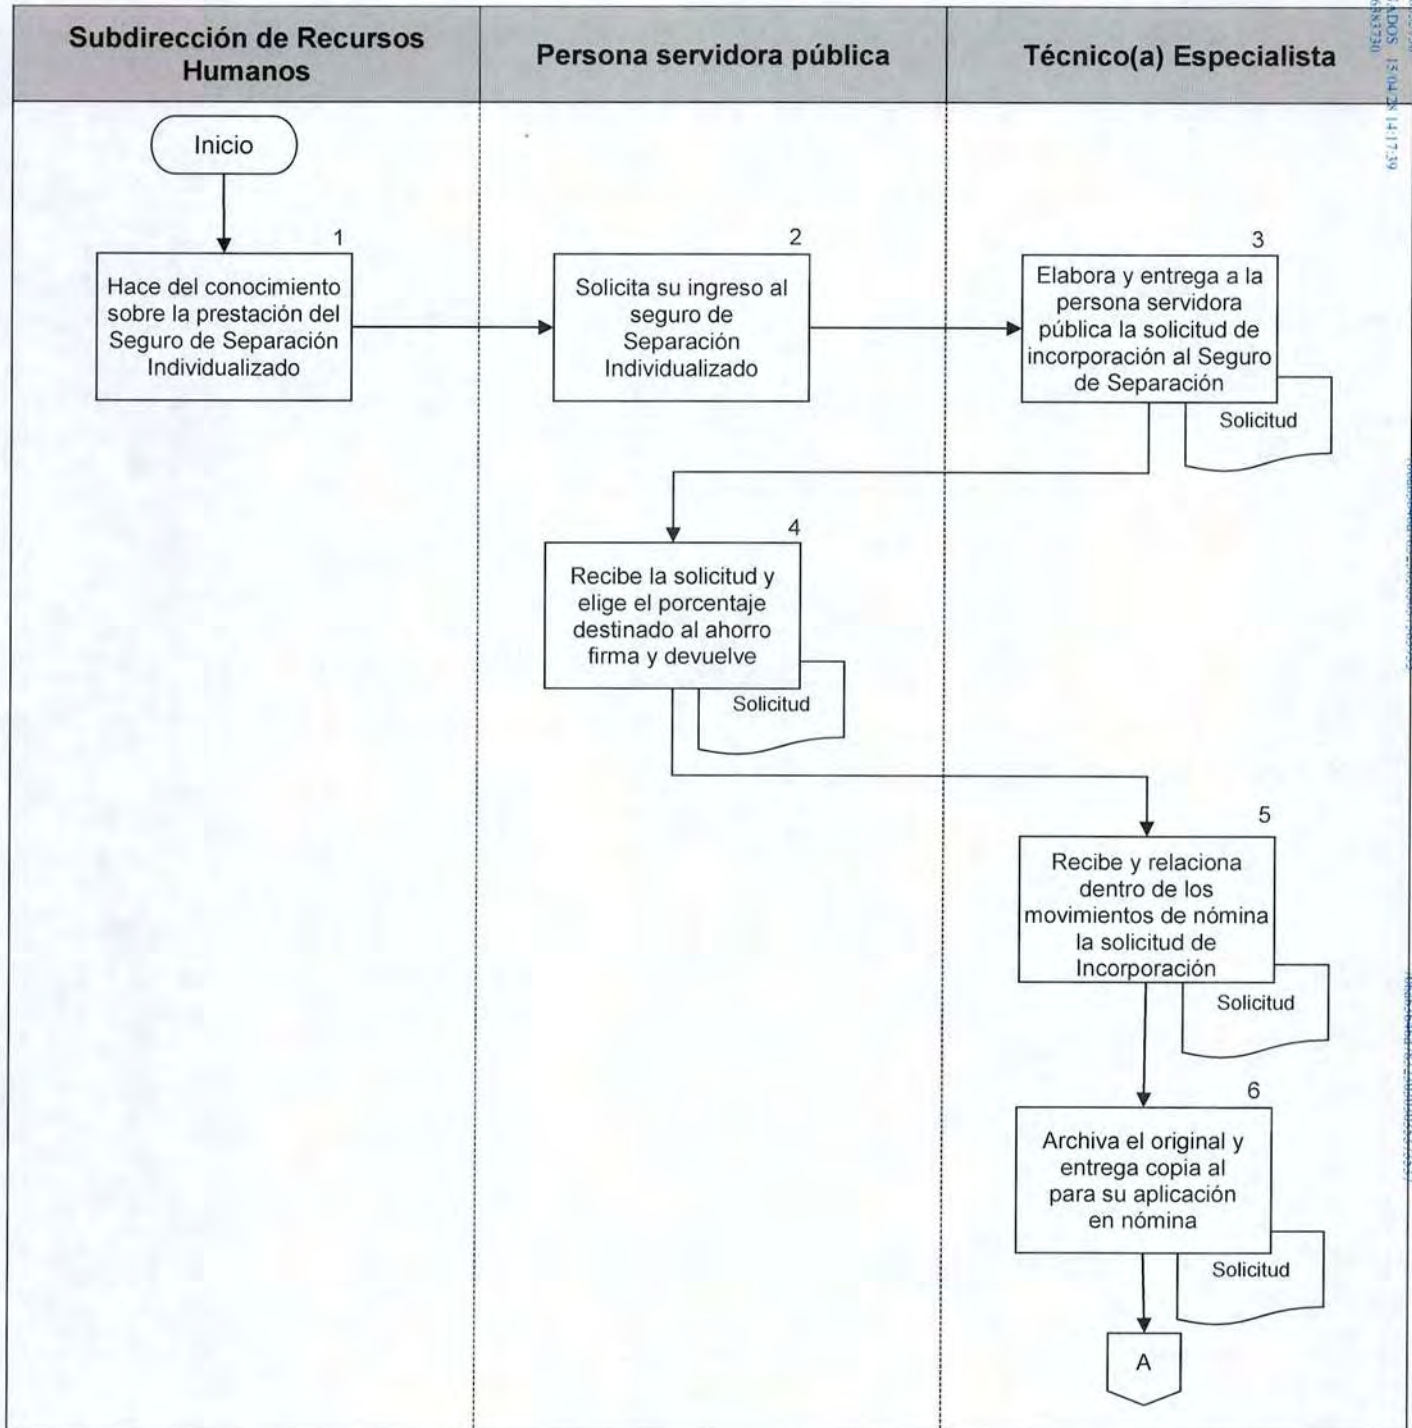 Subdirección de Recursos
Humanos
Persona servidora pública
Técnico(a) Especialista
Inicio
1
Hace del conocimiento
sobre la prestación del
Seguro de Separación
Individualizado
2
Solicita su ingreso al
seguro de
Separación
Individualizado
3
Elabora y entrega a la
persona servidora
pública la solicitud de
incorporación al Seguro
de Separación
Solicitud
4
Recibe la solicitud y
elige el porcentaje
destinado al ahorro
firma y devuelve
Solicitud
5
Recibe y relaciona
dentro de los
movimientos de nómina
la solicitud de
Incorporación
Solicitud
6
Archiva el original y
entrega copia al
para su aplicación
en nómina
Solicitud
A
14:17:39